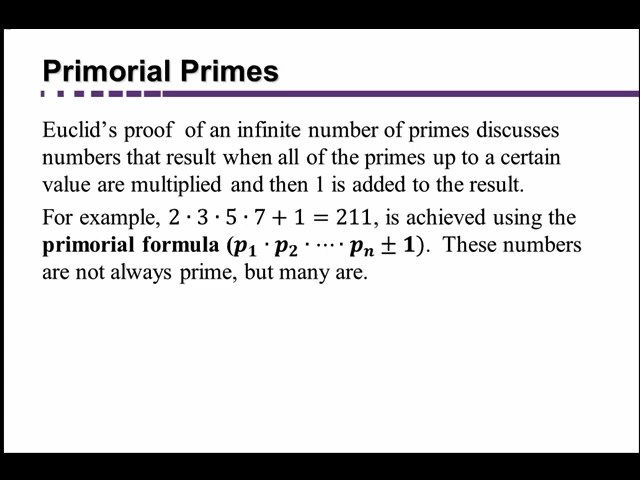 Primorial Primes
Euclid's proof of an infinite number of primes discusses
numbers that result when all of the primes up to a certain
value are multiplied and then 1 is added to the result.
For example, 2 · 3 · 5 · 7 + 1 = 211, is achieved using the
primorial formula (p₁ · p₂ · ⋯ · pₙ ± 1). These numbers
are not always prime, but many are.